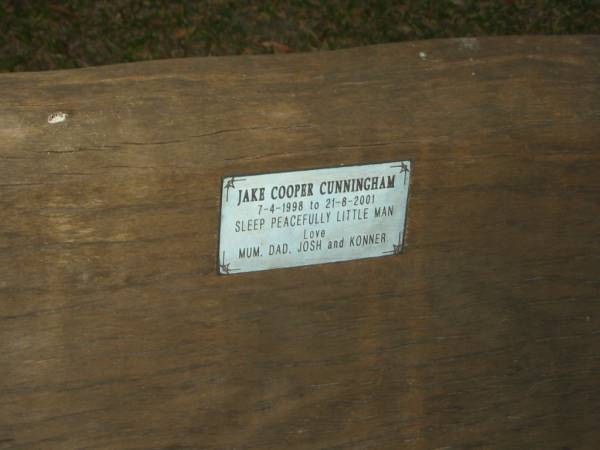 JAKE COOPER CUNNINGHAM
7-4-1998 to 21-8-2001
SLEEP PEACEFULLY LITTLE MAN
Love
MUM, DAD, JOSH and KONNER